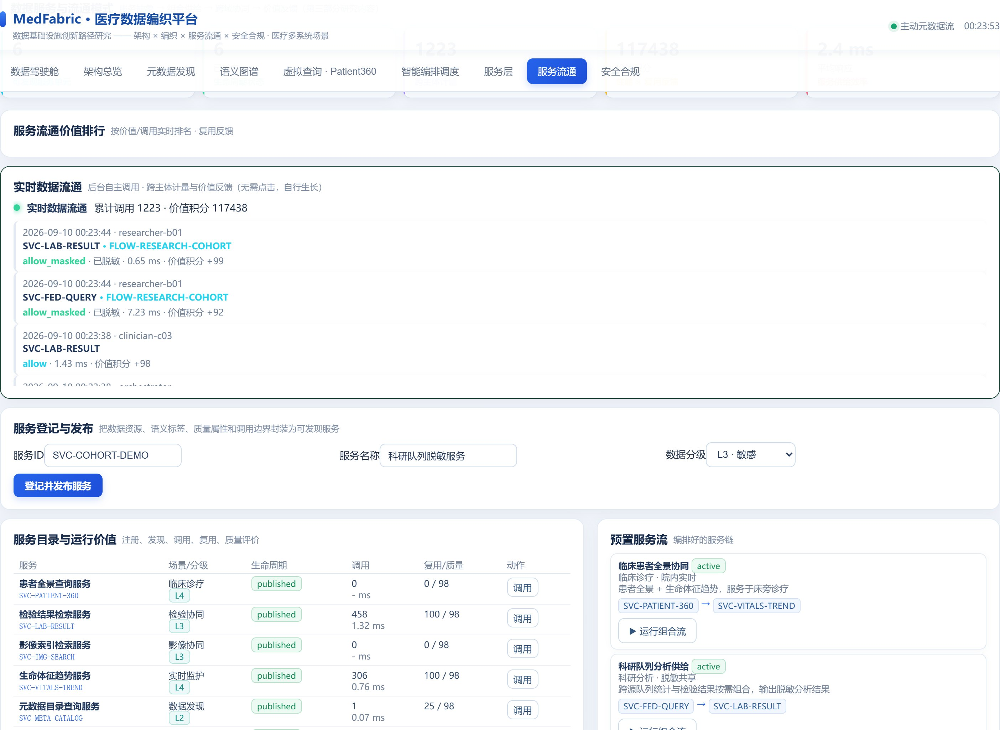 MedFabric • 医疗数据编织平台
数据基础设施创新路径研究 —— 架构 × 编织 × 服务流通 × 安全合规 · 医疗多系统场景
主动元数据流 00:23:53
6 6 1223 117438 2.4 ms
数据驾驶舱 架构总览 元数据发现 语义图谱 虚拟查询 · Patient360 智能编排调度 服务层 服务流通 安全合规
服务流通价值排行 按价值/调用实时排名 · 复用反馈
实时数据流通 后台自主调用 · 跨主体计量与价值反馈（无需点击，自行生长）
实时数据流通 累计调用 1223 · 价值积分 117438
2026-09-10 00:23:44 · researcher-b01
SVC-LAB-RESULT • FLOW-RESEARCH-COHORT
allow_masked · 已脱敏 · 0.65 ms · 价值积分 +99
2026-09-10 00:23:44 · researcher-b01
SVC-FED-QUERY • FLOW-RESEARCH-COHORT
allow_masked · 已脱敏 · 7.23 ms · 价值积分 +92
2026-09-10 00:23:38 · clinician-c03
SVC-LAB-RESULT
allow · 1.43 ms · 价值积分 +98
2026-09-10 00:23:38 · orchestrator
服务登记与发布 把数据资源、语义标签、质量属性和调用边界封装为可发现服务
服务ID SVC-COHORT-DEMO 服务名称 科研队列脱敏服务 数据分级 L3 · 敏感
登记并发布服务
服务目录与运行价值 注册、发现、调用、复用、质量评价
服务 场景/分级 生命周期 调用 复用/质量 动作
患者全景查询服务 临床诊疗 published 0 0 / 98 调用
SVC-PATIENT-360 L4 - ms
检验结果检索服务 检验协同 published 458 100 / 98 调用
SVC-LAB-RESULT L3 1.32 ms
影像索引检索服务 影像协同 published 0 0 / 98 调用
SVC-IMG-SEARCH L3 - ms
生命体征趋势服务 实时监护 published 306 100 / 98 调用
SVC-VITALS-TREND L4 0.76 ms
元数据目录查询服务 数据发现 published 1 25 / 98 调用
SVC-META-CATALOG L2 0.07 ms
预置服务流 编排好的服务链
临床患者全景协同 active
临床诊疗 · 院内实时
患者全景 + 生命体征趋势，服务于床旁诊疗
SVC-PATIENT-360 → SVC-VITALS-TREND
▶ 运行组合流
科研队列分析供给 active
科研分析 · 脱敏共享
跨源队列统计与检验结果按需组合，输出脱敏分析结果
SVC-FED-QUERY → SVC-LAB-RESULT
▶ 运行组合流